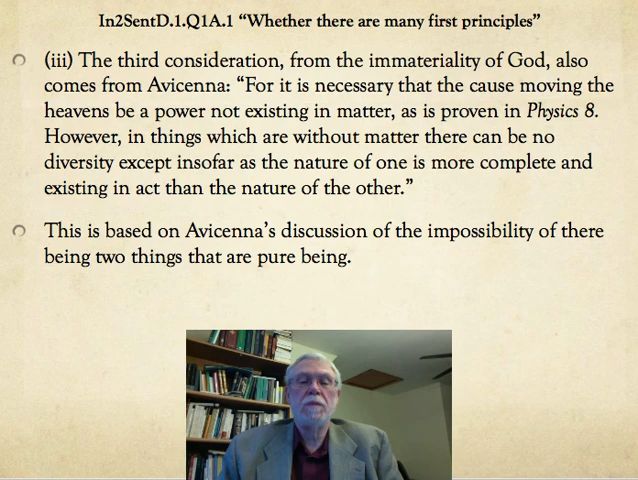 In2SentD.1.Q1A.1 “Whether there are many first principles”
(iii) The third consideration, from the immateriality of God, also
comes from Avicenna: “For it is necessary that the cause moving the
heavens be a power not existing in matter, as is proven in Physics 8.
However, in things which are without matter there can be no
diversity except insofar as the nature of one is more complete and
existing in act than the nature of the other.”
This is based on Avicenna’s discussion of the impossibility of there
being two things that are pure being.